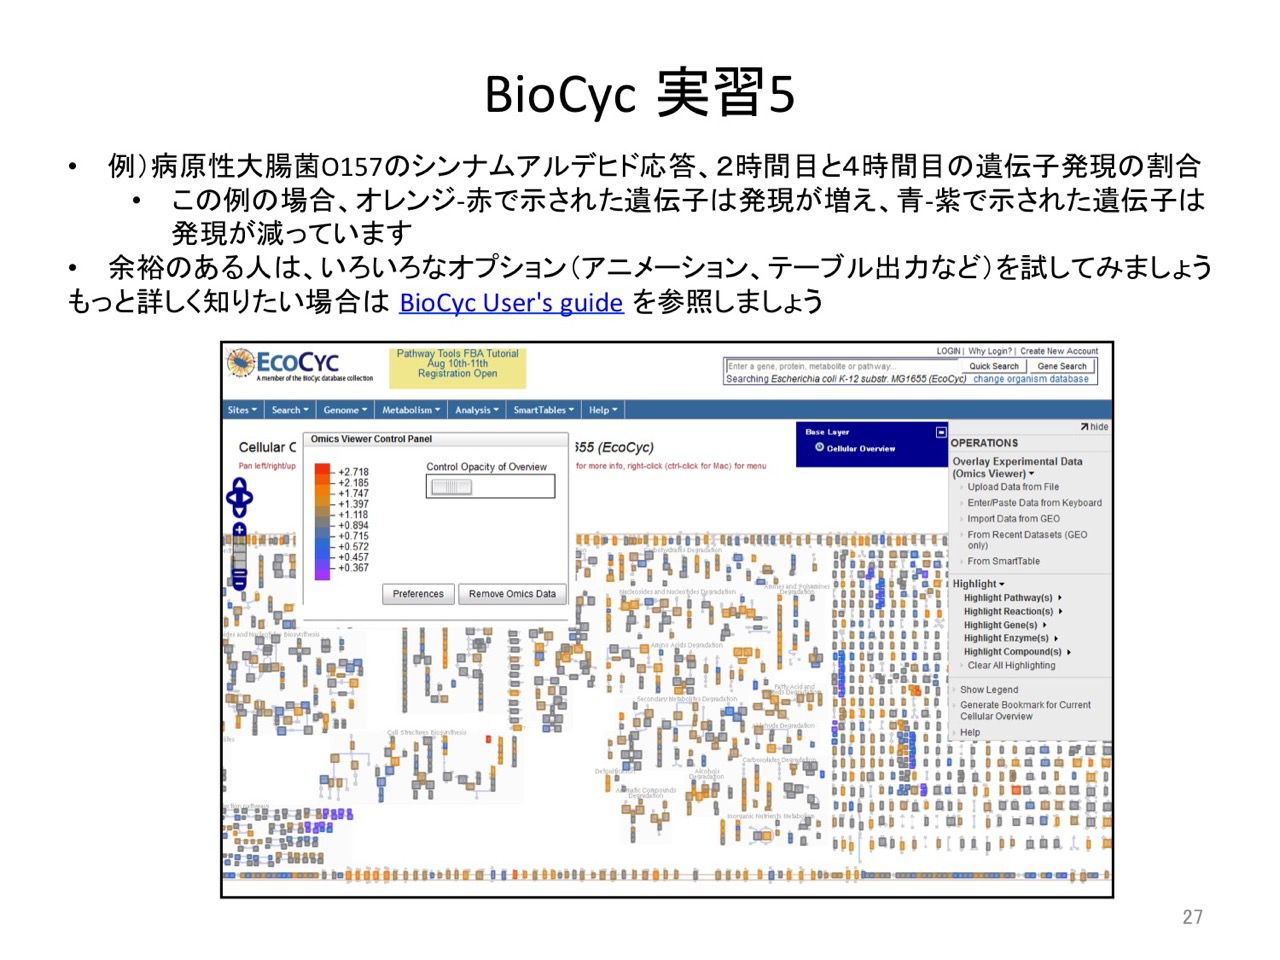 BioCyc 実習5
• 例）病原性大腸菌O157のシンナムアルデヒド応答、２時間目と４時間目の遺伝子発現の割合
• この例の場合、オレンジ-赤で示された遺伝子は発現が増え、青-紫で示された遺伝子は
発現が減っています
• 余裕のある人は、いろいろなオプション（アニメーション、テーブル出力など）を試してみましょう
もっと詳しく知りたい場合は BioCyc User's guide を参照しましょう
EcoCyc
A member of the BioCyc database collection
Pathway Tools FBA Tutorial
Aug 10th-11th
Registration Open
LOGIN | Why Login? | Create New Account
Enter a gene, protein, metabolite or pathway...
Quick Search Gene Search
Searching Escherichia coli K-12 substr. MG1655 (EcoCyc) change organism database
Sites Search Genome Metabolism Analysis SmartTables Help
Cellular C
355 (EcoCyc)
Pan left/right/up
for more info, right-click (ctrl-click for Mac) for menu
Omics Viewer Control Panel
Control Opacity of Overview
+2.718
+2.185
+1.747
+1.397
+1.118
+0.894
+0.715
+0.572
+0.457
+0.367
Preferences Remove Omics Data
Base Layer
Cellular Overview
hide
OPERATIONS
Overlay Experimental Data
(Omics Viewer)
Upload Data from File
Enter/Paste Data from Keyboard
Import Data from GEO
From Recent Datasets (GEO
only)
From SmartTable
Highlight
Highlight Pathway(s)
Highlight Reaction(s)
Highlight Gene(s)
Highlight Enzyme(s)
Highlight Compound(s)
Clear All Highlighting
Show Legend
Generate Bookmark for Current
Cellular Overview
Help
Carbohydrates Degradation
Nucleosides and Nucleotides Degradation
Amines and Polyamines
Degradation
Amino Acids Degradation
Fatty Acid and
Lipids Degradation
Secondary Metabolites Degradation
Aldehyde Degradation
Cell Structures Biosynthesis
Carboxylates Degradation
Alcohols
Degradation
Aromatic Compounds
Degradation
Inorganic Nutrients Metabolism
27